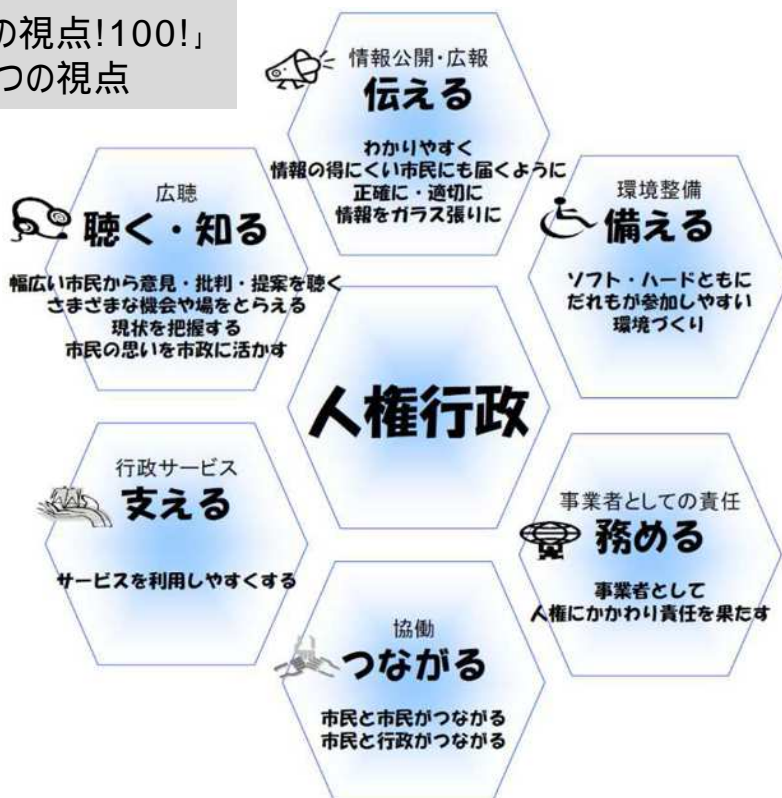 の視点!100!」
つの視点
情報公開・広報
伝える
わかりやすく
情報の得にくい市民にも届くように
正確に・適切に
情報をガラス張りに
広聴
聴く・知る
幅広い市民から意見・批判・提案を聴く
さまざまな機会や場をとらえる
現状を把握する
市民の思いを市政に活かす
環境整備
備える
ソフト・ハードともに
だれもが参加しやすい
環境づくり
人権行政
行政サービス
支える
サービスを利用しやすくする
事業者としての責任
務める
事業者として
人権にかかわり責任を果たす
協働
つながる
市民と市民がつながる
市民と行政がつながる